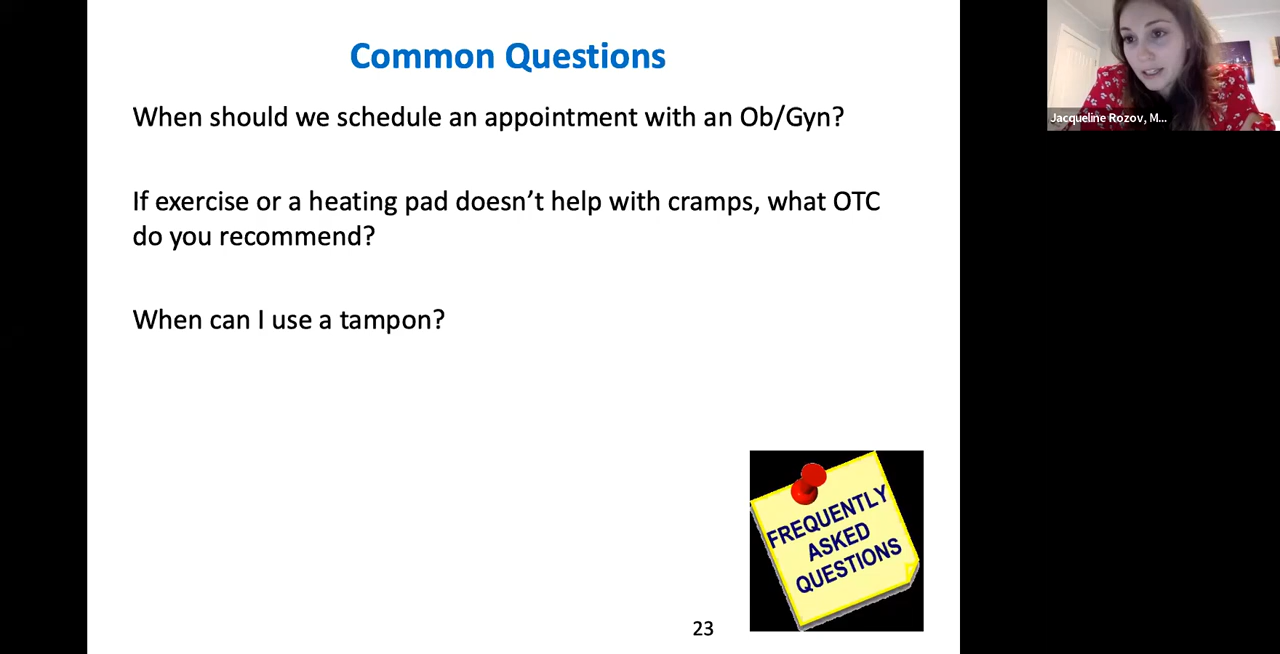 Common Questions
Jacqueline Rozov, M...
When should we schedule an appointment with an Ob/Gyn?
If exercise or a heating pad doesn’t help with cramps, what OTC
do you recommend?
When can I use a tampon?
FREQUENTLY
ASKED
QUESTIONS
23